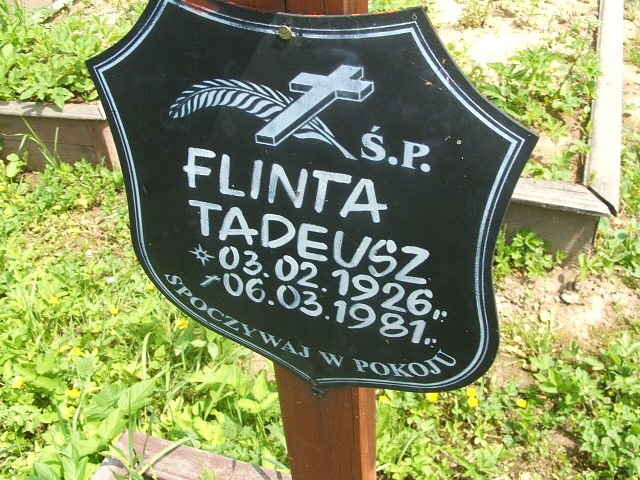 Ś.P.
FLINTA
TADEUSZ
03.02.1926,,
06.03.1981,,
SPOCZYWAJ W POKOJU